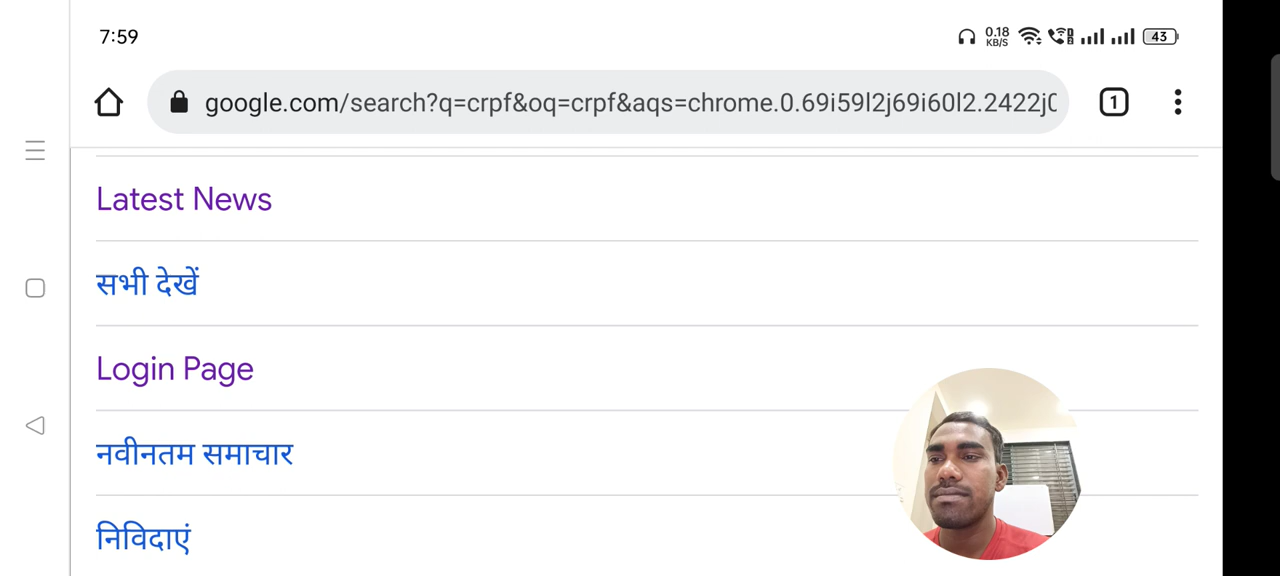 7:59
0.18
KB/S
43
google.com/search?q=crpf&oq=crpf&aqs=chrome.0.69i59l2j69i60l2.2422j0
1
Latest News
सभी देखें
Login Page
नवीनतम समाचार
निविदाएं